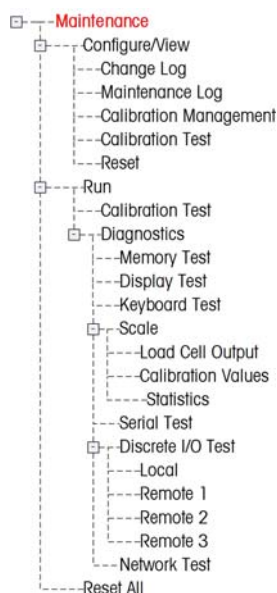 Maintenance
Configure/View
Change Log
Maintenance Log
Calibration Management
Calibration Test
Reset
Run
Calibration Test
Diagnostics
Memory Test
Display Test
Keyboard Test
Scale
Load Cell Output
Calibration Values
Statistics
Serial Test
Discrete I/O Test
Local
Remote 1
Remote 2
Remote 3
Network Test
Reset All